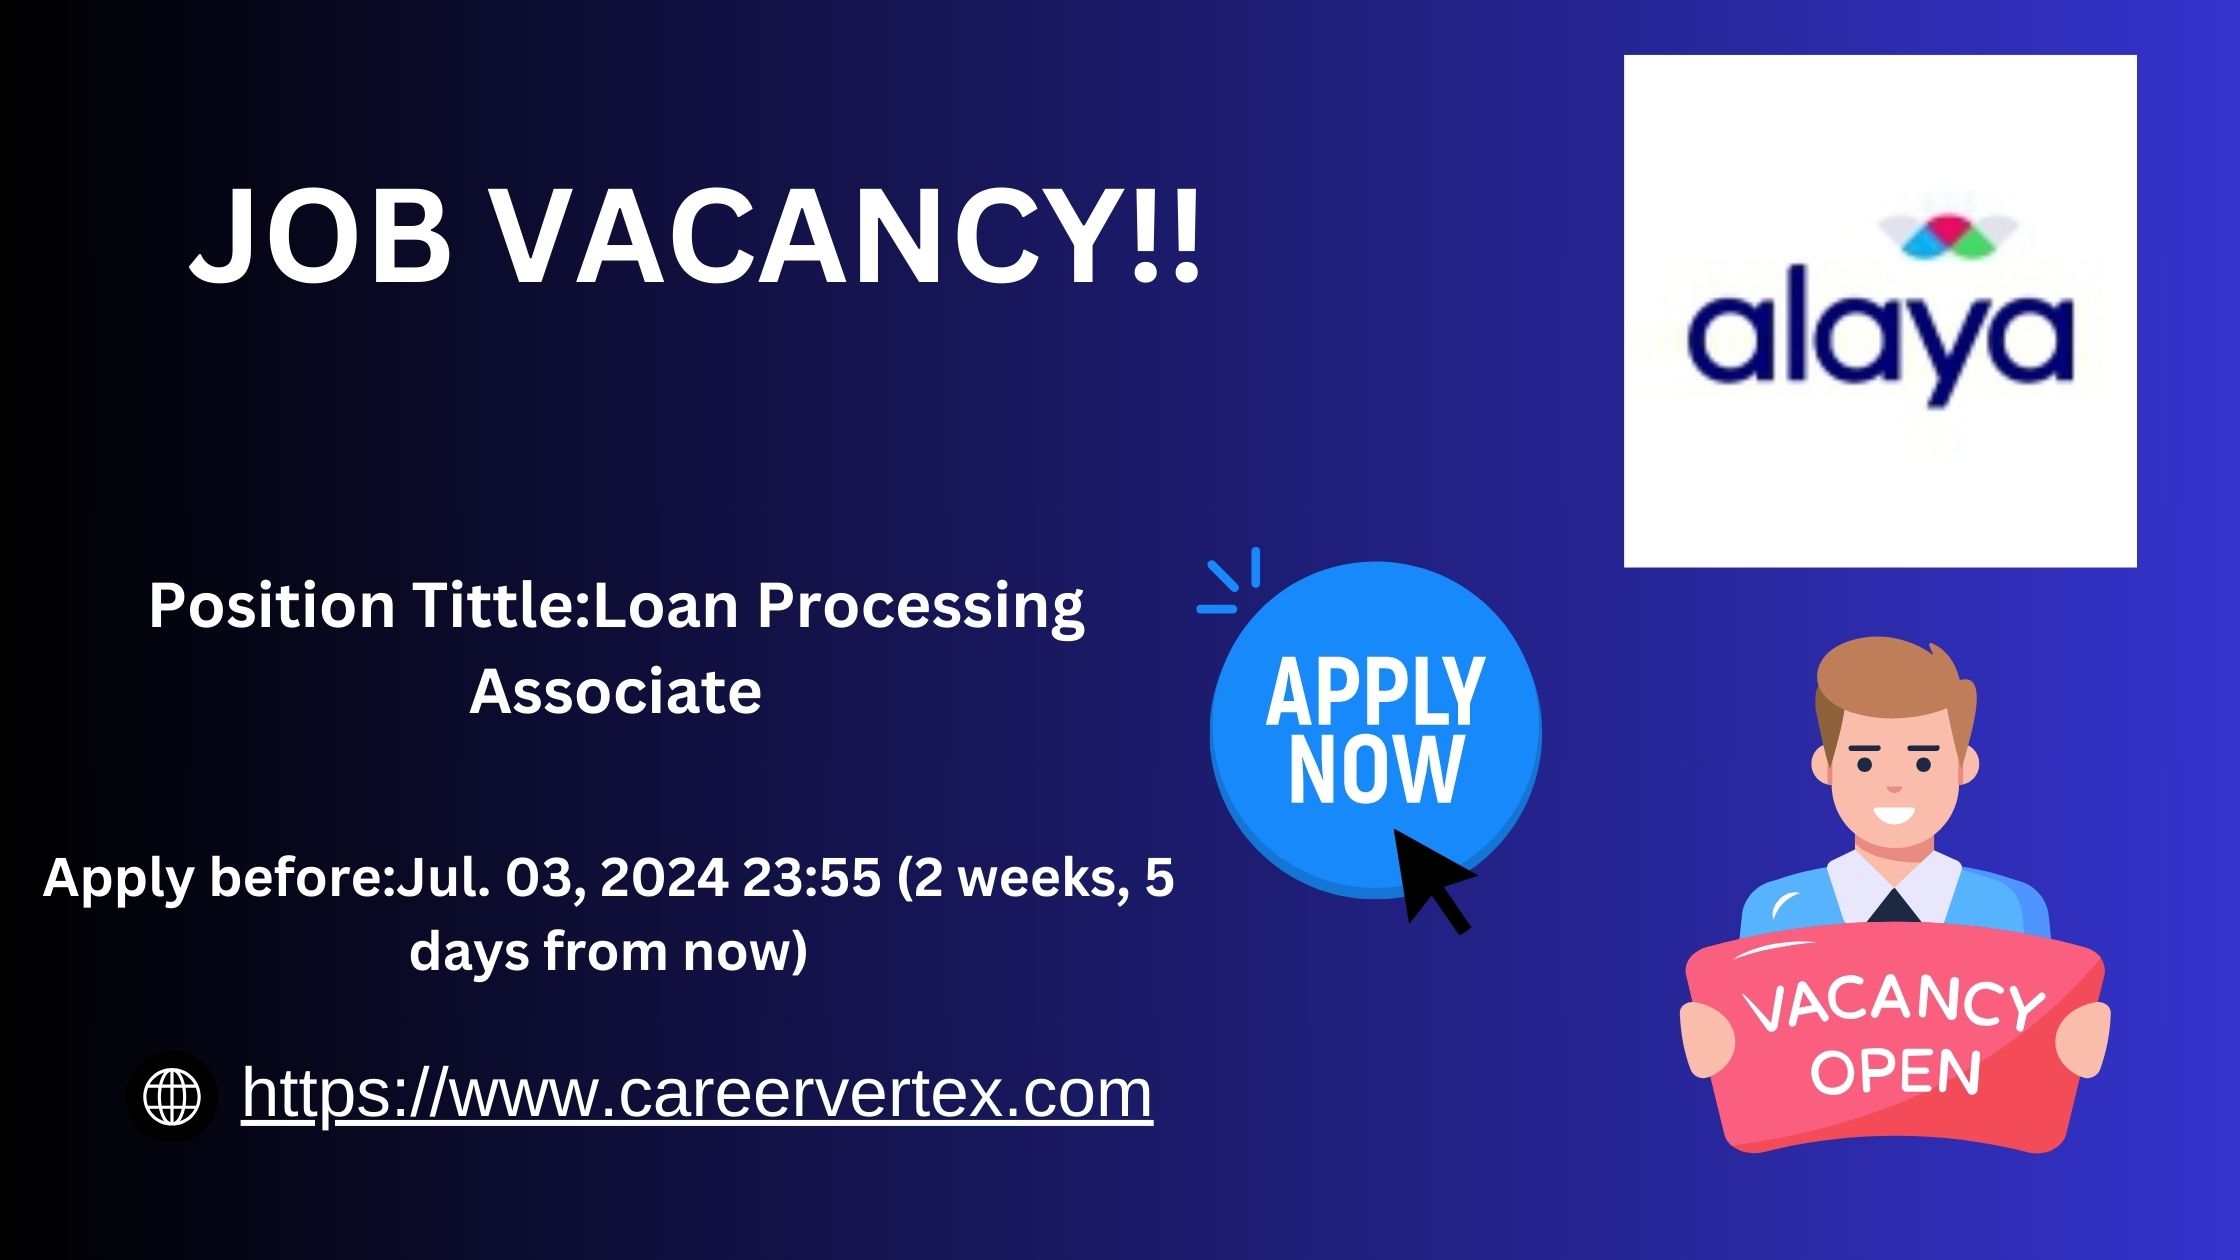 JOB VACANCY!!
alaya
Position Tittle:Loan Processing
Associate
APPLY
NOW
Apply before:Jul. 03, 2024 23:55 (2 weeks, 5
days from now)
https://www.careervertex.com
VACANCY
OPEN